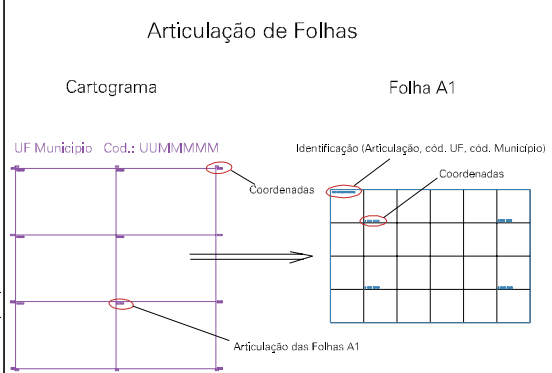 Articulação de Folhas
Cartograma
Folha A1
UF Municipio Cod.: UUMMMMM
Identificação (Articulação, cód. UF, cód. Município)
Coordenadas
Coordenadas
Articulação das Folhas A1